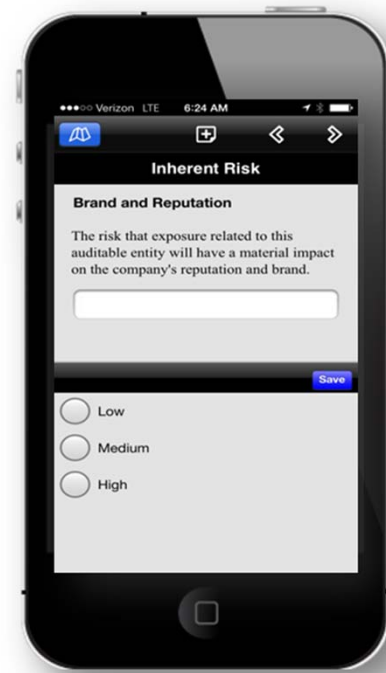 Verizon LTE 6:24 AM
Inherent Risk
Brand and Reputation
The risk that exposure related to this
auditable entity will have a material impact
on the company's reputation and brand.
Save
Low
Medium
High